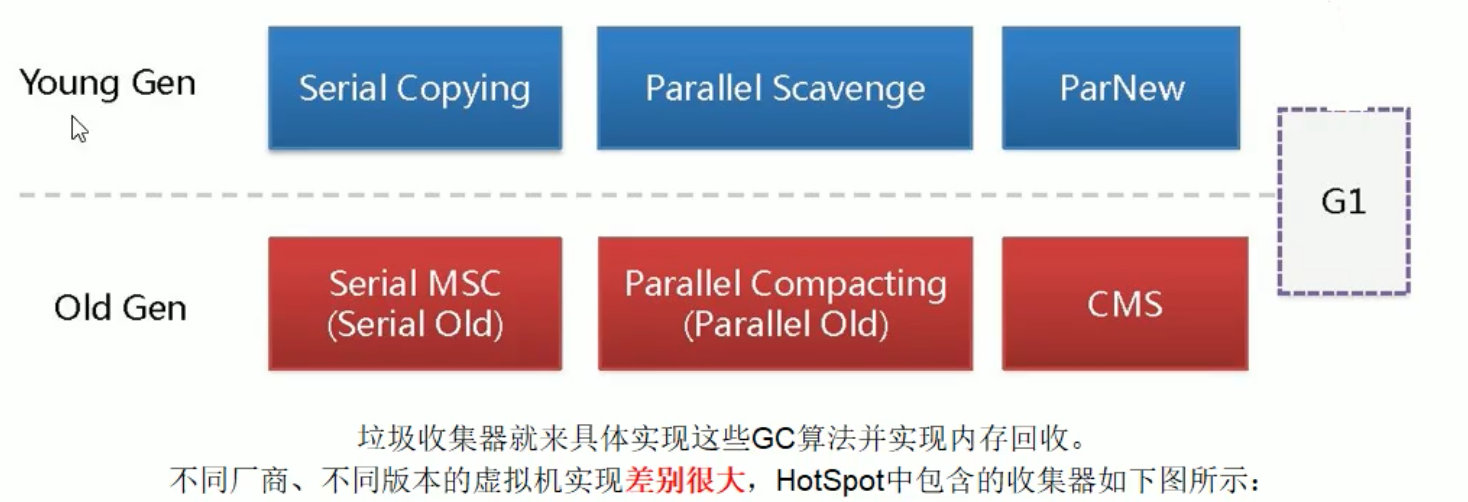 Young Gen
Serial Copying
Parallel Scavenge
ParNew
G1
Old Gen
Serial MSC
(Serial Old)
Parallel Compacting
(Parallel Old)
CMS
垃圾收集器就来具体实现这些GC算法并实现内存回收。
不同厂商、不同版本的虚拟机实现差别很大，HotSpot中包含的收集器如下图所示：